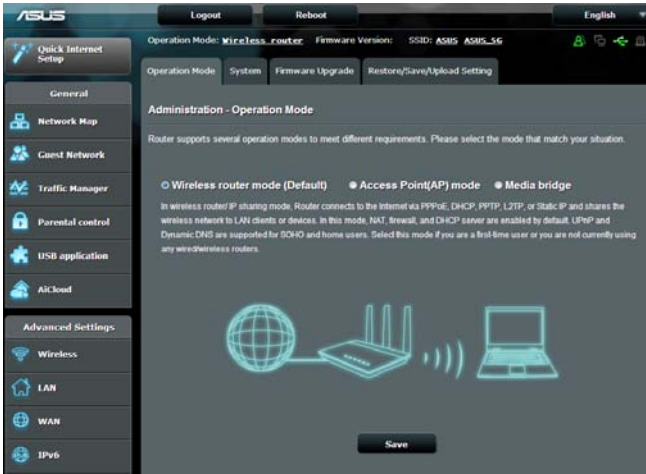 ASUS
Logout
Reboot
English
Quick Internet Setup
Operation Mode: Wireless router Firmware Version: SSID: ASUS ASUS_5G
Operation Mode
System
Firmware Upgrade
Restore/Save/Upload Setting
General
Network Map
Guest Network
Traffic Manager
Parental control
USB application
AiCloud
Advanced Settings
Wireless
LAN
WAN
IPv6
Administration - Operation Mode
Router supports several operation modes to meet different requirements. Please select the mode that match your situation.
Wireless router mode (Default)
Access Point(AP) mode
Media bridge
In wireless router/ IP sharing mode, Router connects to the Internet via PPPoE, DHCP, PPTP, L2TP, or Static IP and shares the
wireless network to LAN clients or devices. In this mode, NAT, firewall, and DHCP server are enabled by default. UPnP and
Dynamic DNS are supported for SOHO and home users. Select this mode if you are a first-time user or you are not currently using
any wired/wireless routers.
Save